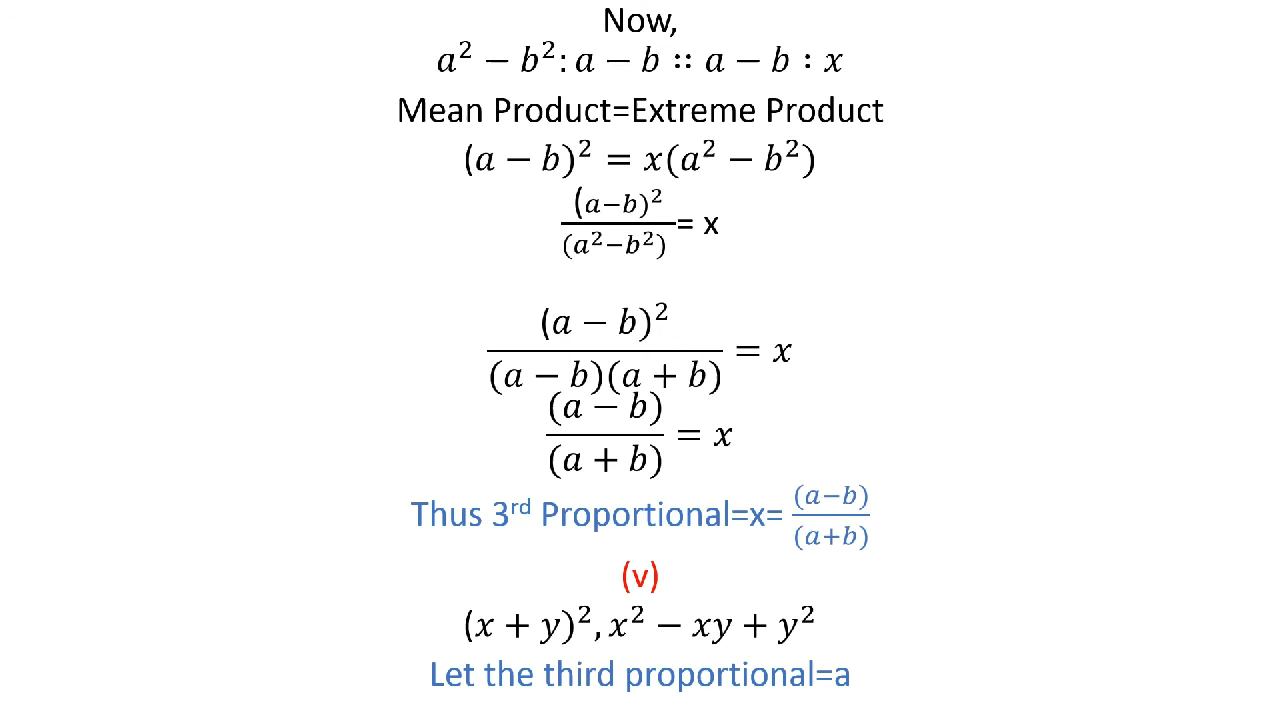 Now,
a² − b²: a − b ∷ a − b : x
Mean Product=Extreme Product
(a − b)² = x(a² − b²)
(a−b)²/(a²−b²) = x
(a − b)²/(a − b)(a + b) = x
(a − b)/(a + b) = x
Thus 3rd Proportional=x= (a−b)/(a+b)
(v)
(x + y)², x² − xy + y²
Let the third proportional=a